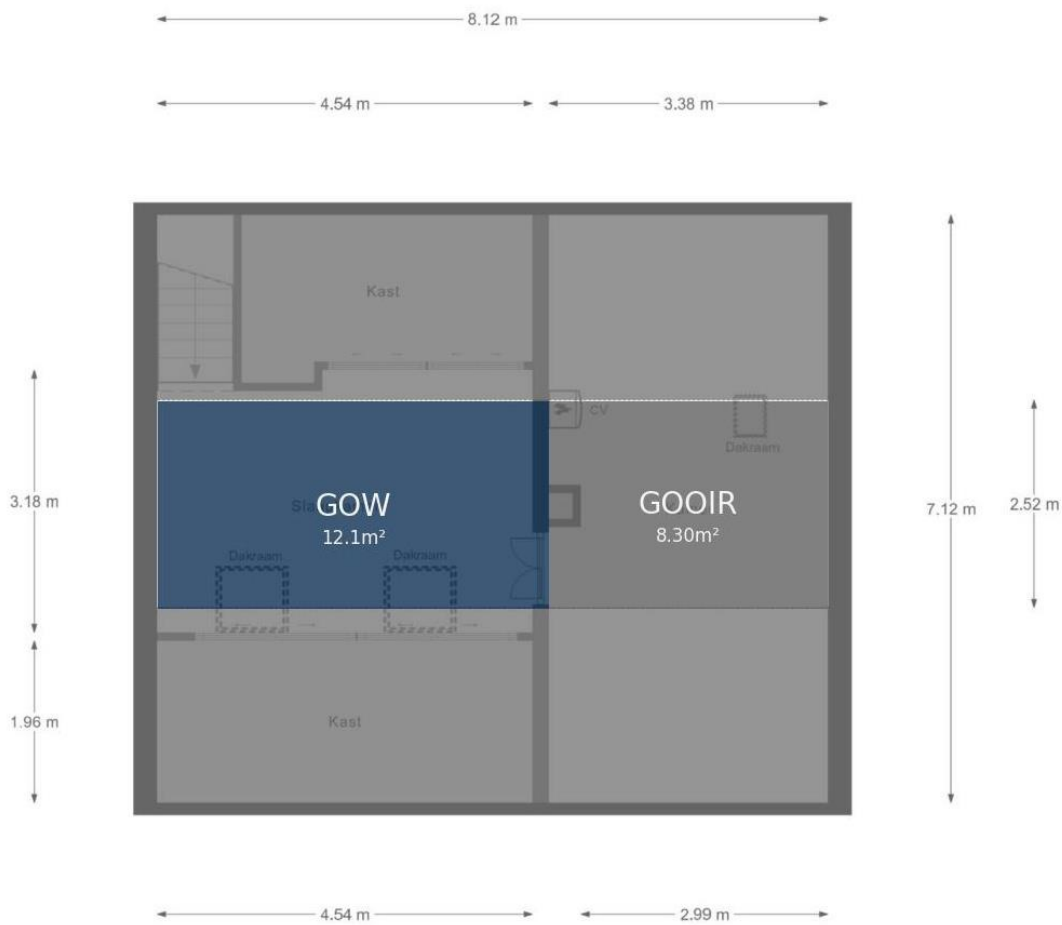 8.12 m
4.54 m
3.38 m
Kast
CV
Dakraam
3.18 m
GOW
GOOIR
7.12 m
2.52 m
12.1m²
8.30m²
Dakraam
Dakraam
1.96 m
Kast
4.54 m
2.99 m